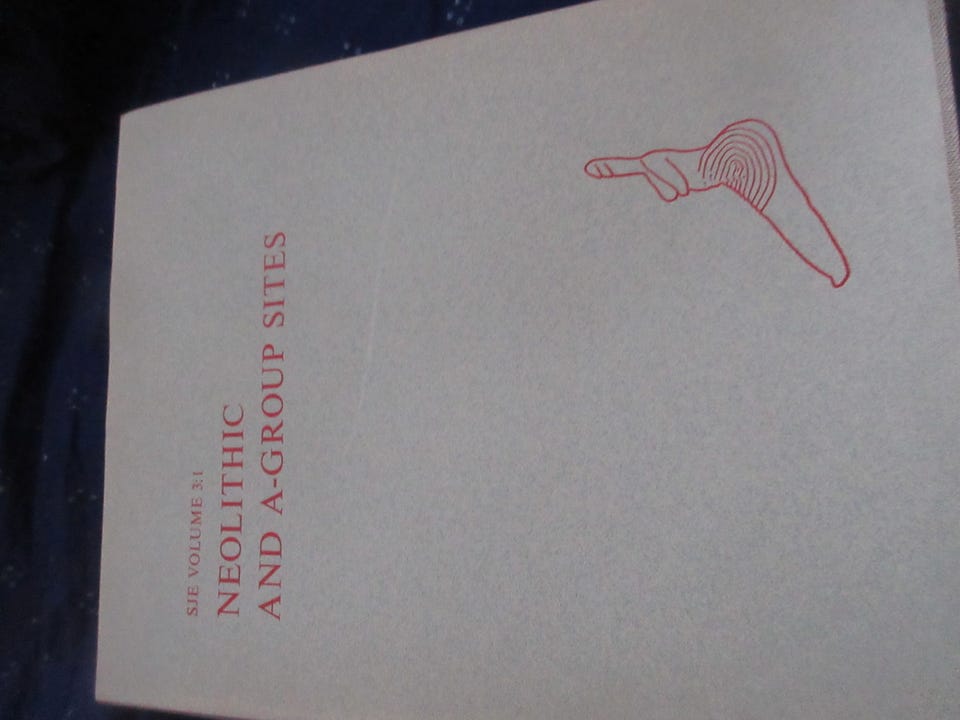 SJE VOLUME 3:1
NEOLITHIC
AND A-GROUP SITES